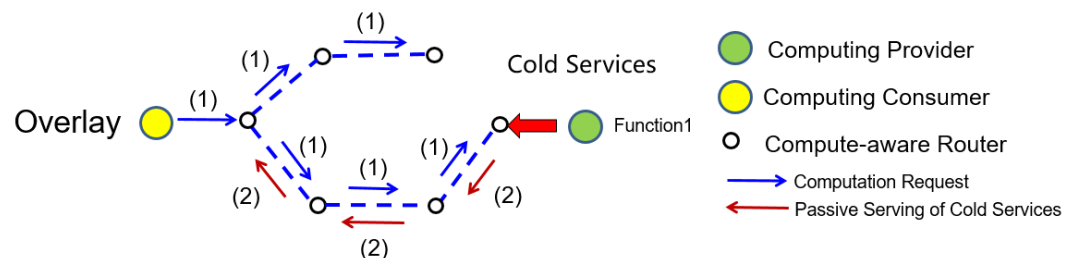 (1)
(1)
Cold Services
Overlay
(1)
Function1
(1)
(1)
(1)
(2)
(2)
(2)
Computing Provider
Computing Consumer
Compute-aware Router
Computation Request
Passive Serving of Cold Services